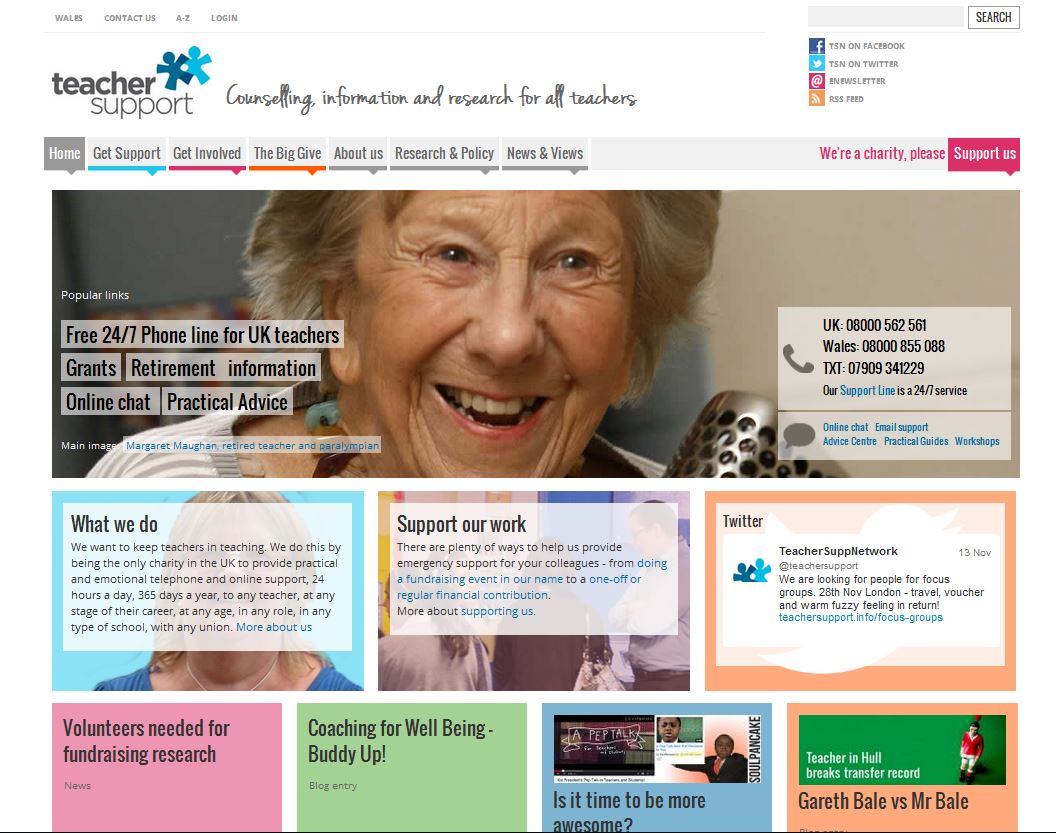 WALES CONTACT US A-Z LOGIN
SEARCH
TSN ON FACEBOOK
TSN ON TWITTER
ENEWSLETTER
RSS FEED
teacher
support
Counselling, information and research for all teachers
Home Get Support Get Involved The Big Give About us Research & Policy News & Views
We're a charity, please Support us
Popular links
Free 24/7 Phone line for UK teachers
Grants Retirement information
Online chat Practical Advice
Main image: Margaret Maughan, retired teacher and paralympian
UK: 08000 562 561
Wales: 08000 855 088
TXT: 07909 341229
Our Support Line is a 24/7 service
Online chat Email support
Advice Centre Practical Guides Workshops
What we do
We want to keep teachers in teaching. We do this by
being the only charity in the UK to provide practical
and emotional telephone and online support, 24
hours a day, 365 days a year, to any teacher, at any
stage of their career, at any age, in any role, in any
type of school, with any union. More about us
Support our work
There are plenty of ways to help us provide
emergency support for your colleagues - from doing
a fundraising event in our name to a one-off or
regular financial contribution.
More about supporting us.
Twitter
TeacherSuppNetwork 13 Nov
@teachersupport
We are looking for people for focus
groups. 28th Nov London - travel, voucher
and warm fuzzy feeling in return!
teachersupport.info/focus-groups
Volunteers needed for
fundraising research
News
Coaching for Well Being -
Buddy Up!
Blog entry
A PEP TALK
for teachers and students
SOULPANCAKE
Kid President's Pep Talk to Teachers and Students!
Is it time to be more
awesome?
Teacher in Hull
breaks transfer record
Gareth Bale vs Mr Bale
Blog entry